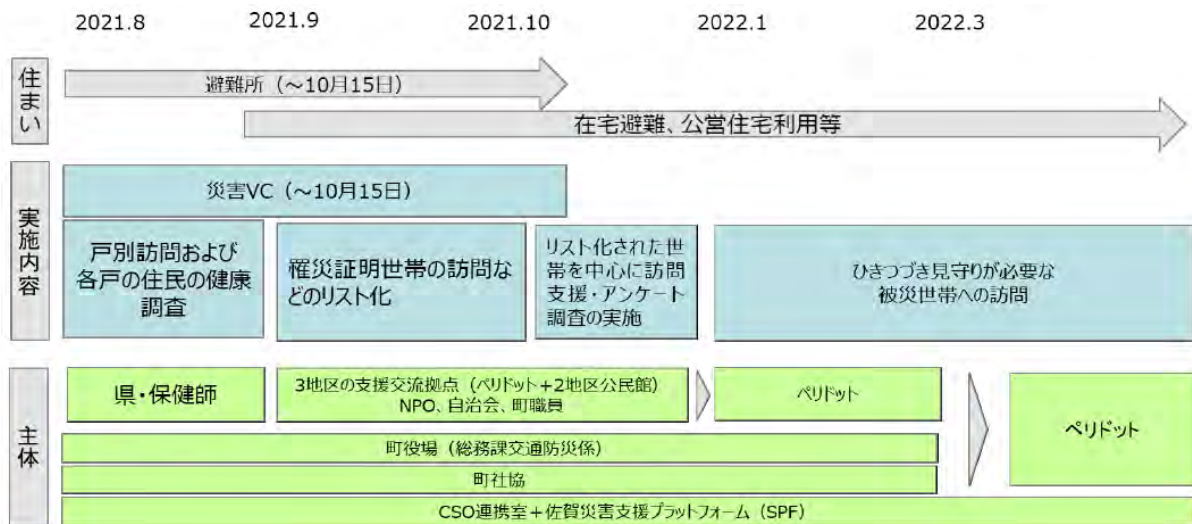 2021.8
2021.9
2021.10
2022.1
2022.3
住まい
避難所（～10月15日）
在宅避難、公営住宅利用等
実施内容
災害VC（～10月15日）
戸別訪問および
各戸の住民の健康
調査
罹災証明世帯の訪問な
どのリスト化
リスト化された世
帯を中心に訪問
支援・アンケート
調査の実施
ひきつづき見守りが必要な
被災世帯への訪問
主体
県・保健師
3地区の支援交流拠点（ペリドット＋2地区公民館）
NPO、自治会、町職員
ペリドット
ペリドット
町役場（総務課交通防災係）
町社協
CSO連携室＋佐賀災害支援プラットフォーム（SPF）